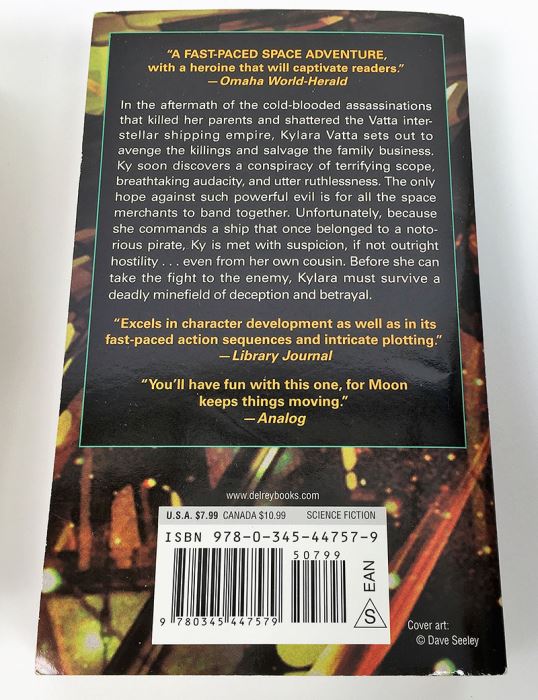 "A FAST-PACED SPACE ADVENTURE,
with a heroine that will captivate readers."
—Omaha World-Herald
In the aftermath of the cold-blooded assassinations
that killed her parents and shattered the Vatta inter-
stellar shipping empire, Kylara Vatta sets out to
avenge the killings and salvage the family business.
Ky soon discovers a conspiracy of terrifying scope,
breathtaking audacity, and utter ruthlessness. The only
hope against such powerful evil is for all the space
merchants to band together. Unfortunately, because
she commands a ship that once belonged to a noto-
rious pirate, Ky is met with suspicion, if not outright
hostility . . . even from her own cousin. Before she can
take the fight to the enemy, Kylara must survive a
deadly minefield of deception and betrayal.
"Excels in character development as well as in its
fast-paced action sequences and intricate plotting."
—Library Journal
"You'll have fun with this one, for Moon
keeps things moving."
—Analog
www.delreybooks.com
U.S.A. $7.99 CANADA $10.99 SCIENCE FICTION
ISBN 978-0-345-44757-9
50799
9 780345 447579
EAN
S
Cover art:
© Dave Seeley